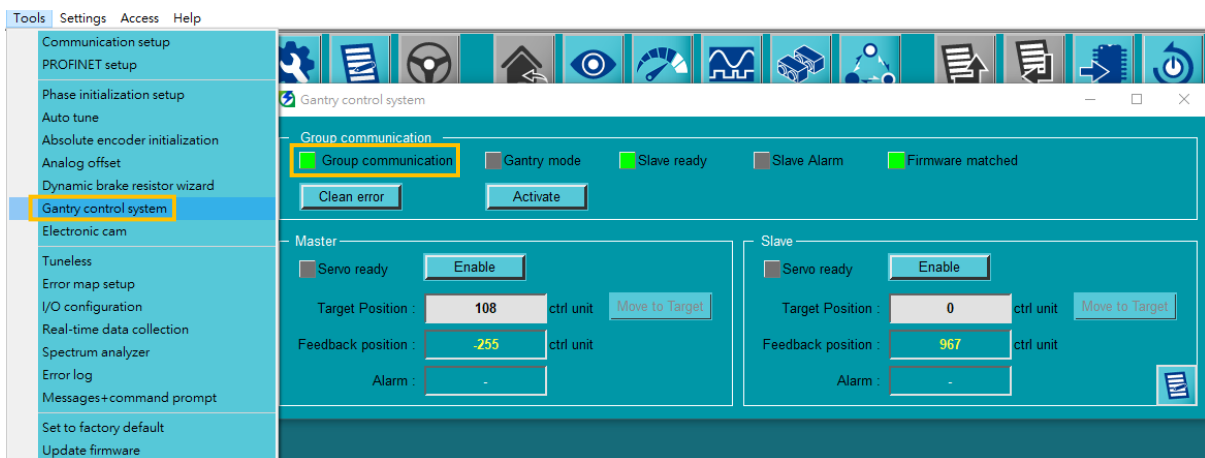 Tools Settings Access Help
Communication setup
PROFINET setup
Phase initialization setup
Auto tune
Absolute encoder initialization
Analog offset
Dynamic brake resistor wizard
Gantry control system
Electronic cam
Tuneless
Error map setup
I/O configuration
Real-time data collection
Spectrum analyzer
Error log
Messages+command prompt
Set to factory default
Update firmware
Gantry control system
Group communication
Group communication Gantry mode Slave ready Slave Alarm Firmware matched
Clean error Activate
Master
Servo ready Enable
Target Position : 108 ctrl unit Move to Target
Feedback position : -255 ctrl unit
Alarm : -
Slave
Servo ready Enable
Target Position : 0 ctrl unit Move to Target
Feedback position : 967 ctrl unit
Alarm : -